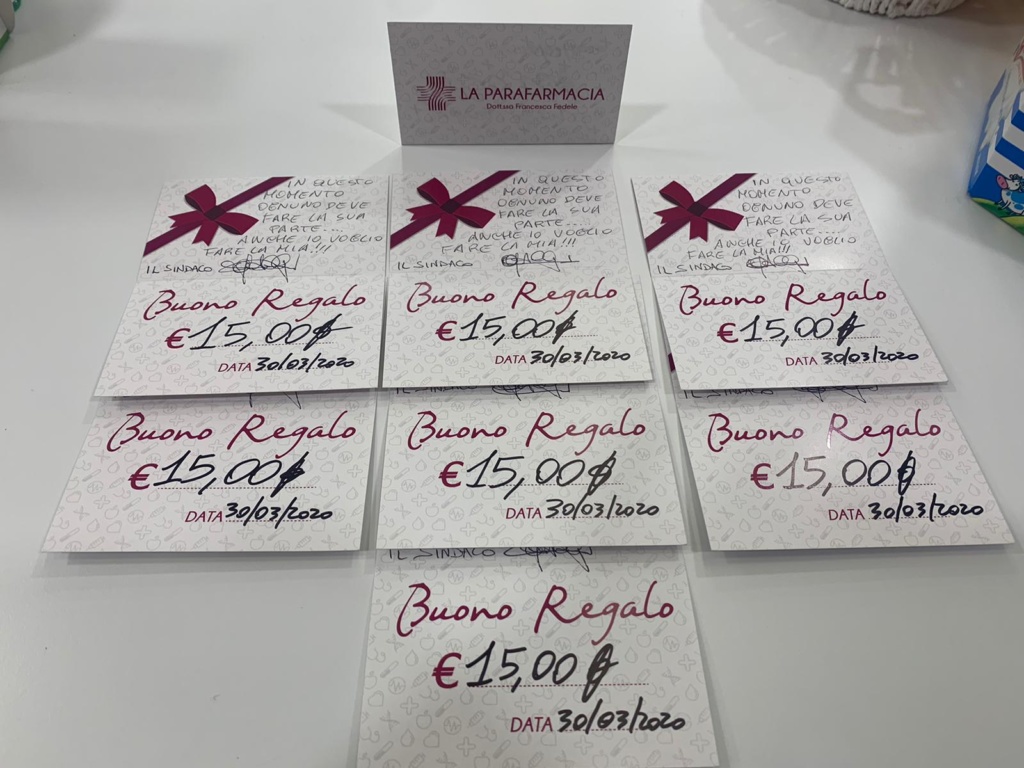 LA PARAFARMACIA
Dott.ssa Francesca Fedele
IN QUESTO
MOMENTO
OGNUNO DEVE
FARE LA SUA
PARTE....
ANCHE IO VOGLIO
FARE LA MIA!!!
IL SINDACO
Buono Regalo
€ 15,00
DATA 30/03/2020
IN QUESTO
MOMENTO
OGNUNO DEVE
FARE LA SUA
PARTE....
ANCHE IO VOGLIO
FARE LA MIA!!!
IL SINDACO
Buono Regalo
€ 15,00
DATA 30/03/2020
IN QUESTO
MOMENTO
OGNUNO DEVE
FARE LA SUA
PARTE....
ANCHE IO VOGLIO
FARE LA MIA!!!
IL SINDACO
Buono Regalo
€ 15,00
DATA 30/03/2020
Buono Regalo
€ 15,00
DATA 30/03/2020
Buono Regalo
€ 15,00
DATA 30/03/2020
Buono Regalo
€ 15,00
DATA 30/03/2020
IL SINDACO
Buono Regalo
€ 15,00
DATA 30/03/2020